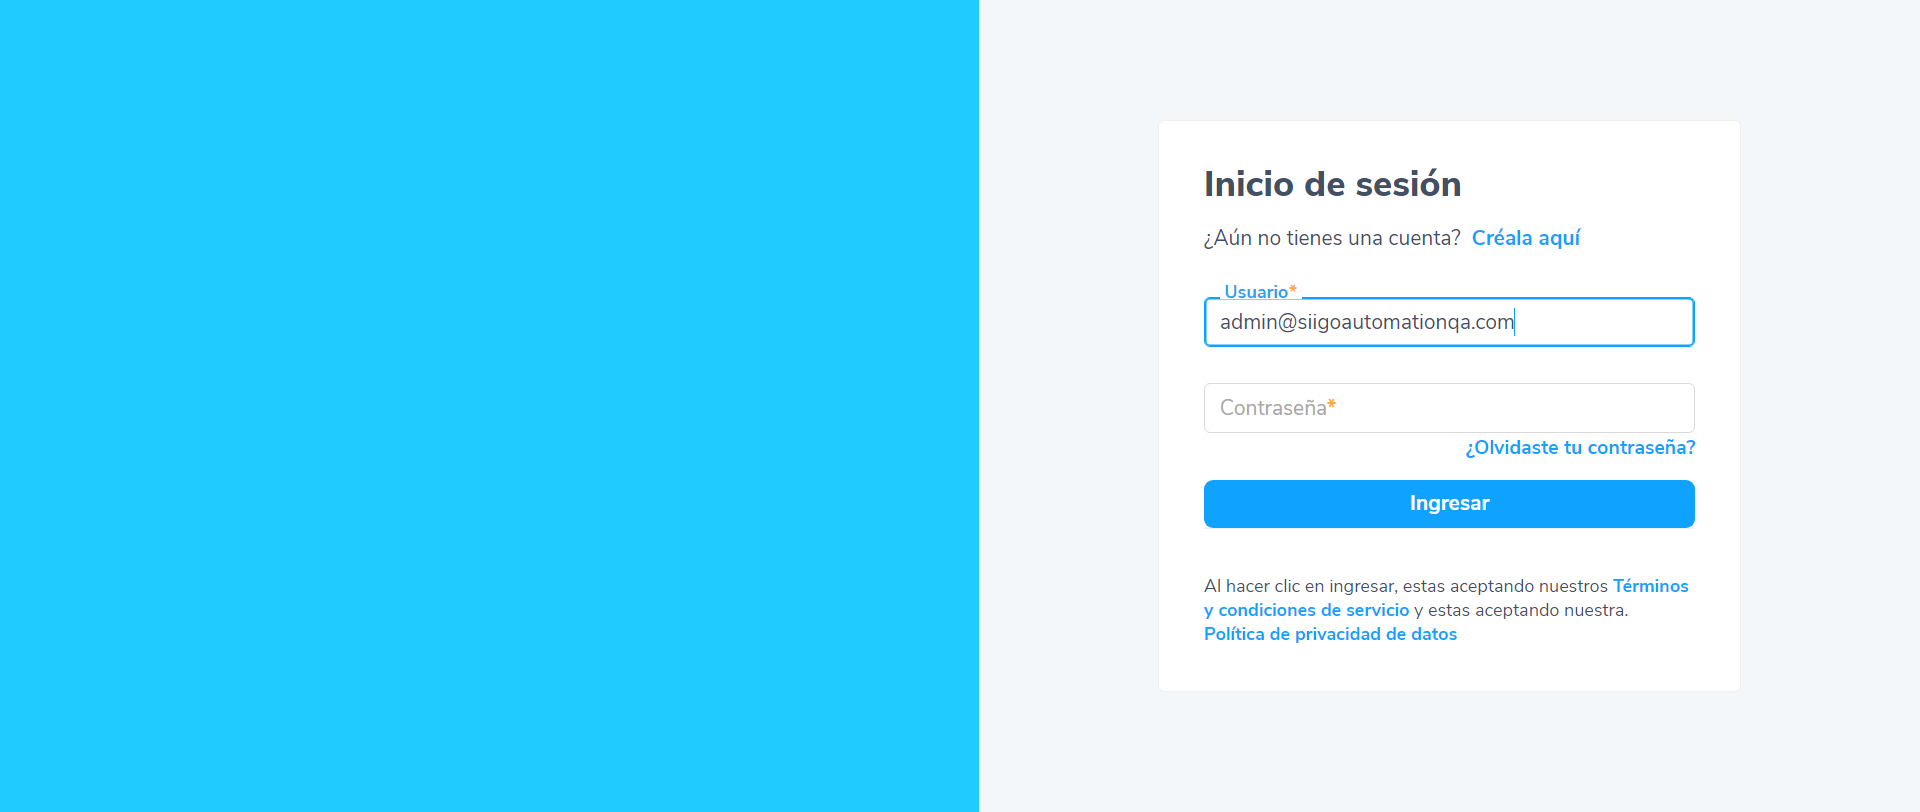 Inicio de sesión
¿Aún no tienes una cuenta? Créala aquí
Usuario*
admin@siigoautomationqa.com
Contraseña*
¿Olvidaste tu contraseña?
Ingresar
Al hacer clic en ingresar, estas aceptando nuestros Términos
y condiciones de servicio y estas aceptando nuestra.
Política de privacidad de datos